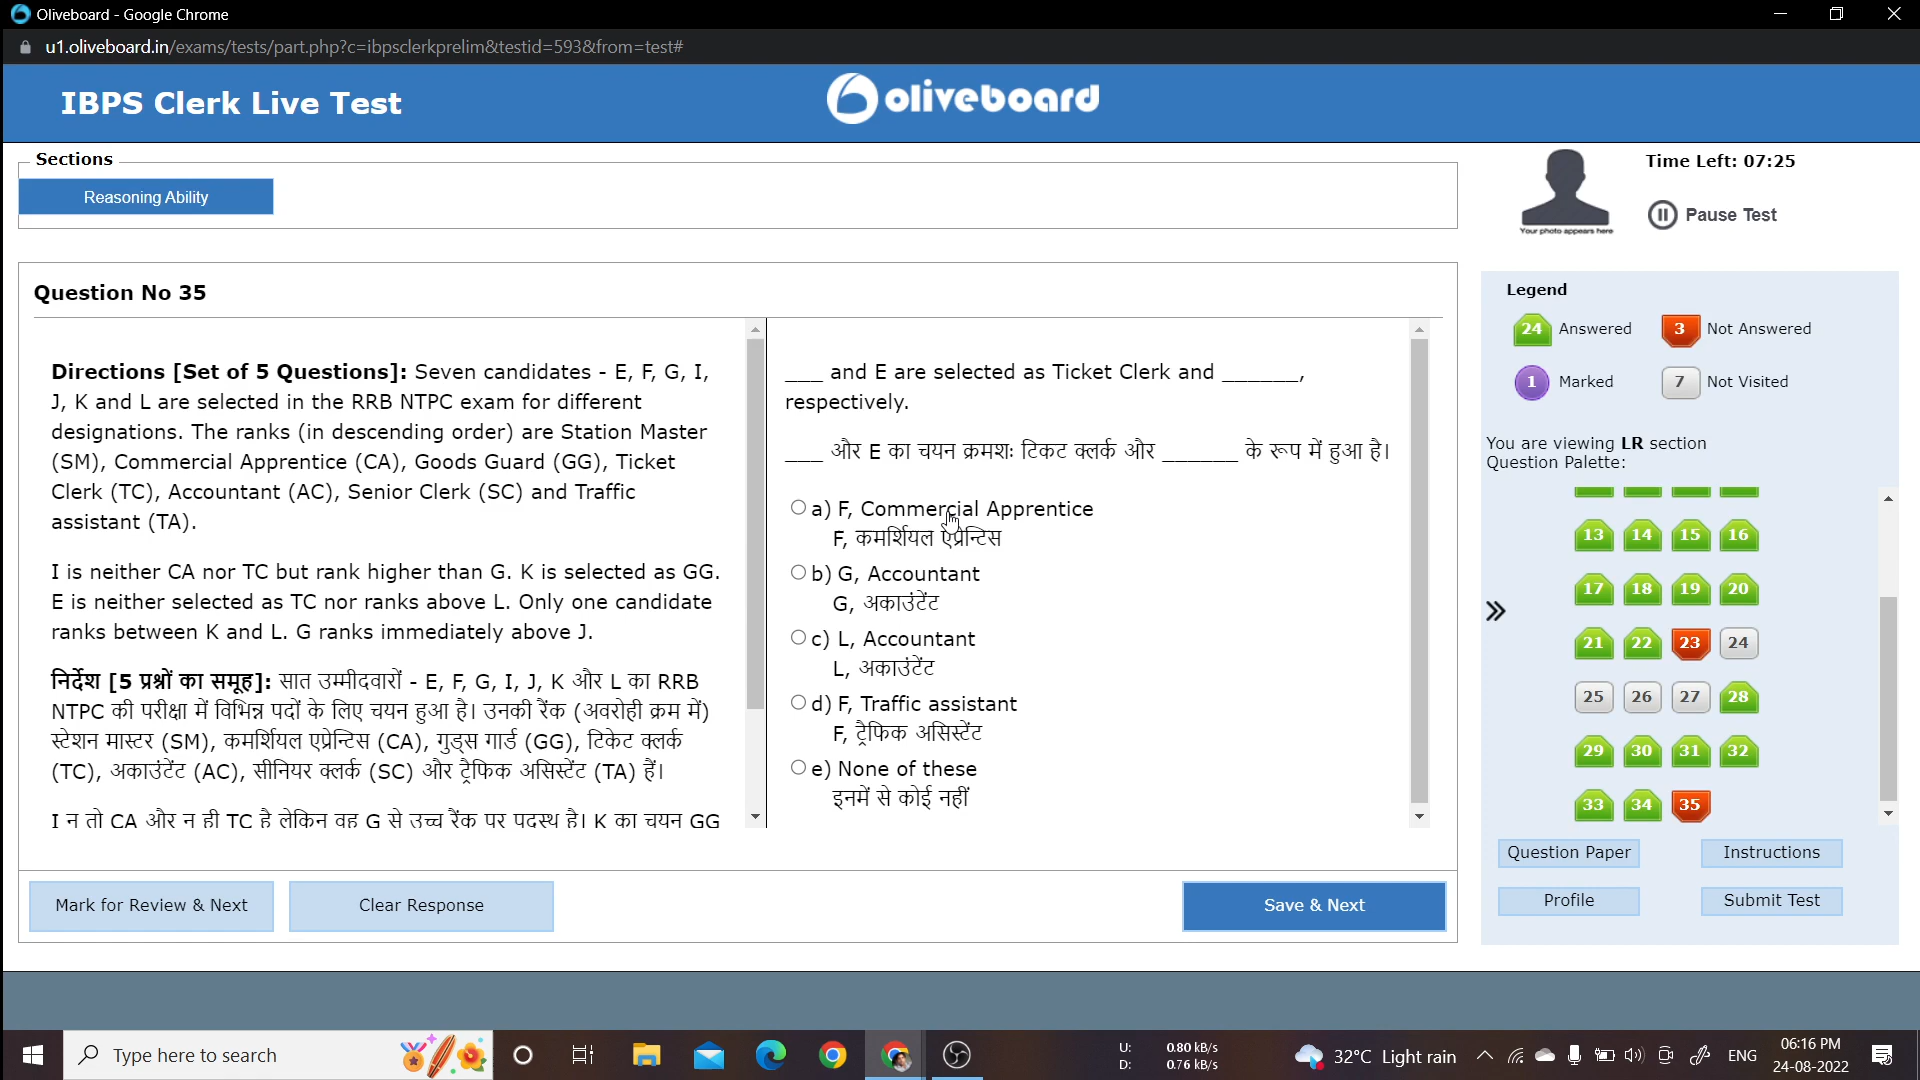 Oliveboard - Google Chrome
u1.oliveboard.in/exams/tests/part.php?c=ibpsclerkprelim&testid=593&from=test#
IBPS Clerk Live Test
oliveboard
Sections
Reasoning Ability
Your photo appears here
Time Left: 07:25
Pause Test
Question No 35
Directions [Set of 5 Questions]: Seven candidates - E, F, G, I,
J, K and L are selected in the RRB NTPC exam for different
designations. The ranks (in descending order) are Station Master
(SM), Commercial Apprentice (CA), Goods Guard (GG), Ticket
Clerk (TC), Accountant (AC), Senior Clerk (SC) and Traffic
assistant (TA).
I is neither CA nor TC but rank higher than G. K is selected as GG.
E is neither selected as TC nor ranks above L. Only one candidate
ranks between K and L. G ranks immediately above J.
निर्देश [5 प्रश्नों का समूह]: सात उम्मीदवारों - E, F, G, I, J, K और L का RRB
NTPC की परीक्षा में विभिन्न पदों के लिए चयन हुआ है। उनकी रैंक (अवरोही क्रम में)
स्टेशन मास्टर (SM), कमर्शियल एप्रेन्टिस (CA), गुड्स गार्ड (GG), टिकेट क्लर्क
(TC), अकाउंटेंट (AC), सीनियर क्लर्क (SC) और ट्रैफिक असिस्टेंट (TA) हैं।
I न तो CA और न ही TC है लेकिन वह G से उच्च रैंक पर पदस्थ है। K का चयन GG
___ and E are selected as Ticket Clerk and ______,
respectively.
___ और E का चयन क्रमशः टिकट क्लर्क और ______ के रूप में हुआ है।
a) F, Commercial Apprentice
F, कमर्शियल ऐप्रेन्टिस
b) G, Accountant
G, अकाउंटेंट
c) L, Accountant
L, अकाउंटेंट
d) F, Traffic assistant
F, ट्रैफिक असिस्टेंट
e) None of these
इनमें से कोई नहीं
Mark for Review & Next
Clear Response
Save & Next
Legend
24 Answered 3 Not Answered
1 Marked 7 Not Visited
You are viewing LR section
Question Palette:
13 14 15 16
17 18 19 20
21 22 23 24
25 26 27 28
29 30 31 32
33 34 35
Question Paper Instructions
Profile Submit Test
Type here to search
U: 0.80 kB/s
D: 0.76 kB/s
32°C Light rain
ENG
06:16 PM
24-08-2022